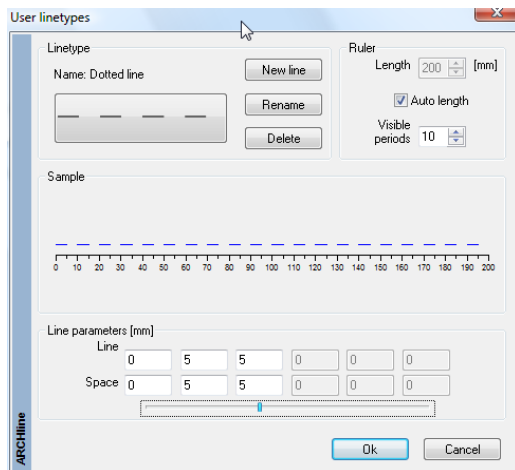 User linetypes
Linetype
Name: Dotted line
New line
Rename
Delete
Ruler
Length 200 [mm]
Auto length
Visible
periods 10
Sample
0 10 20 30 40 50 60 70 80 90 100 110 120 130 140 150 160 170 180 190 200
Line parameters [mm]
Line 0 5 5 0 0 0
Space 0 5 5 0 0 0
ARCHline
Ok Cancel